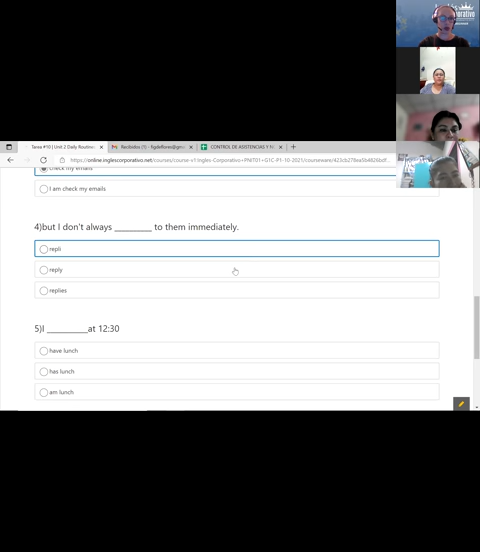 Tarea #10 | Unit 2 Daily Routine
Recibidos (1) -
CONTROL DE ASISTENCIAS Y N
check my emails
I am check my emails
4)but I don't always _________ to them immediately.
repli
reply
replies
5)I __________at 12:30
have lunch
has lunch
am lunch